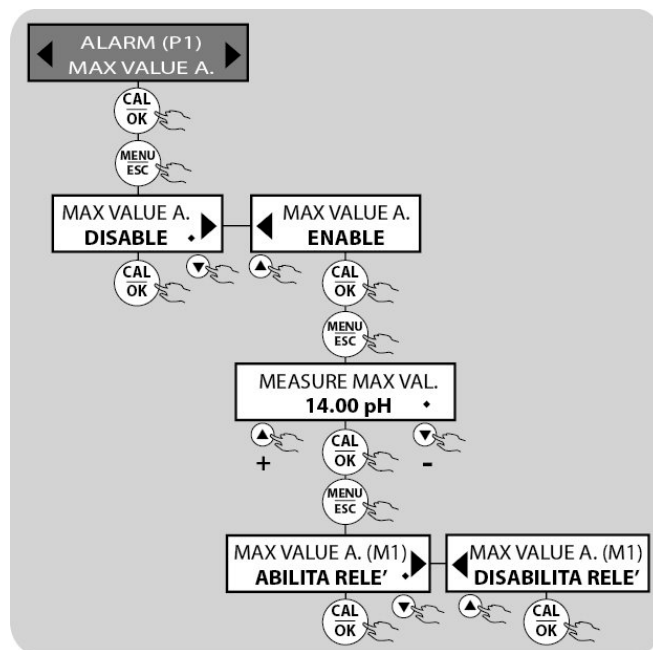 ALARM (P1)
MAX VALUE A.
CAL
OK
MENU
ESC
MAX VALUE A.
DISABLE
MAX VALUE A.
ENABLE
CAL
OK
CAL
OK
MENU
ESC
MEASURE MAX VAL.
14.00 pH
+
CAL
OK
-
MENU
ESC
MAX VALUE A. (M1)
ABILITA RELE’
MAX VALUE A. (M1)
DISABILITA RELE’
CAL
OK
CAL
OK